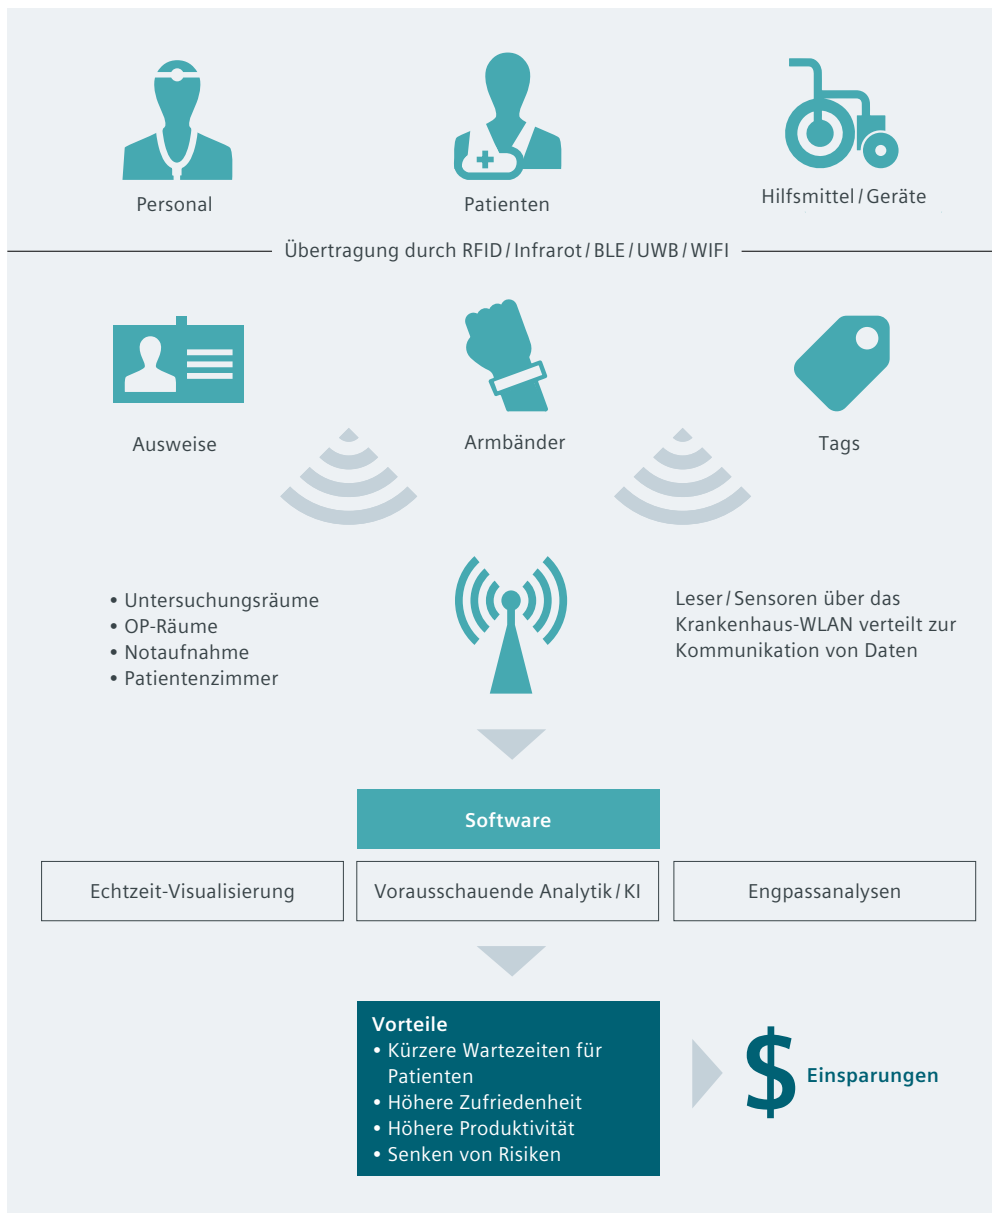 Personal
Patienten
Hilfsmittel / Geräte
Übertragung durch RFID / Infrarot / BLE / UWB / WIFI
Ausweise
Armbänder
Tags
• Untersuchungsräume
• OP-Räume
• Notaufnahme
• Patientenzimmer
Leser / Sensoren über das
Krankenhaus-WLAN verteilt zur
Kommunikation von Daten
Software
Echtzeit-Visualisierung
Vorausschauende Analytik / KI
Engpassanalysen
Vorteile
• Kürzere Wartezeiten für
Patienten
• Höhere Zufriedenheit
• Höhere Produktivität
• Senken von Risiken
$ Einsparungen